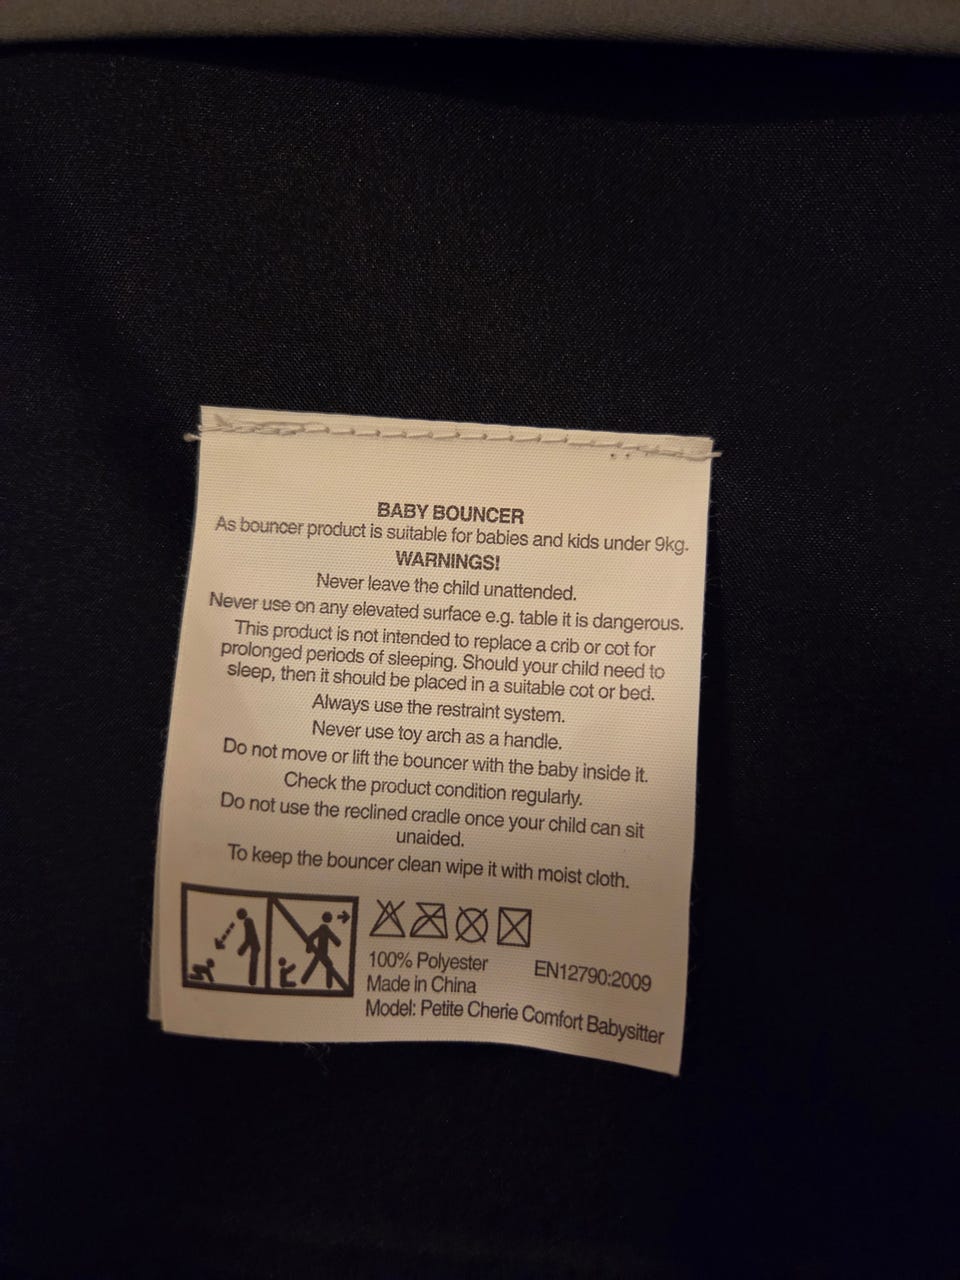 BABY BOUNCER
As bouncer product is suitable for babies and kids under 9kg.
WARNINGS!
Never leave the child unattended.
Never use on any elevated surface e.g. table it is dangerous.
This product is not intended to replace a crib or cot for
prolonged periods of sleeping. Should your child need to
sleep, then it should be placed in a suitable cot or bed.
Always use the restraint system.
Never use toy arch as a handle.
Do not move or lift the bouncer with the baby inside it.
Check the product condition regularly.
Do not use the reclined cradle once your child can sit
unaided.
To keep the bouncer clean wipe it with moist cloth.
100% Polyester EN12790:2009
Made in China
Model: Petite Cherie Comfort Babysitter